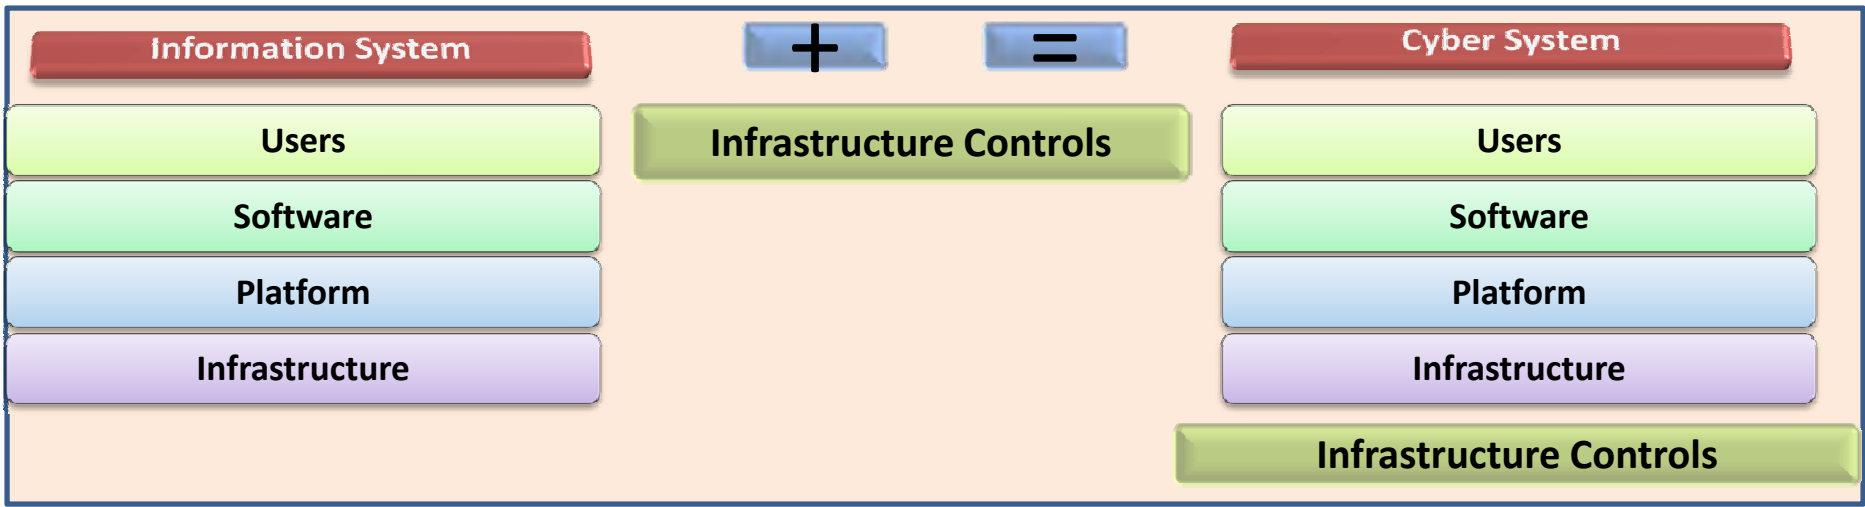 Information System
+
=
Cyber System
Users
Software
Platform
Infrastructure
Infrastructure Controls
Users
Software
Platform
Infrastructure
Infrastructure Controls